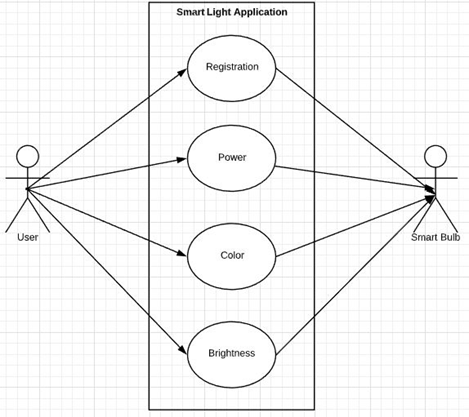 Smart Light Application
Registration
Power
User
Smart Bulb
Color
Brightness